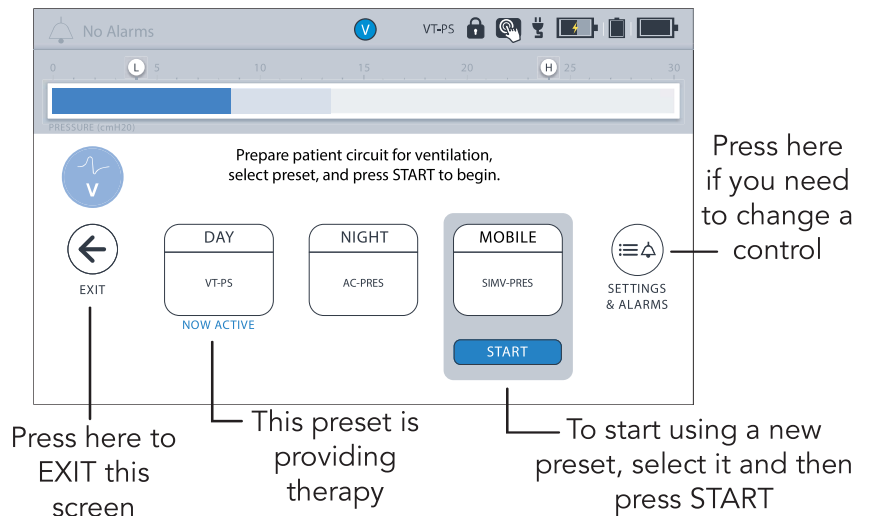 No Alarms
V
VT-PS
0 L 5 10 15 20 H 25 30
PRESSURE (cmH20)
V
Prepare patient circuit for ventilation,
select preset, and press START to begin.
EXIT
DAY
VT-PS
NOW ACTIVE
NIGHT
AC-PRES
MOBILE
SIMV-PRES
START
SETTINGS
& ALARMS
Press here
if you need
to change a
control
Press here to
EXIT this
screen
This preset is
providing
therapy
To start using a new
preset, select it and then
press START